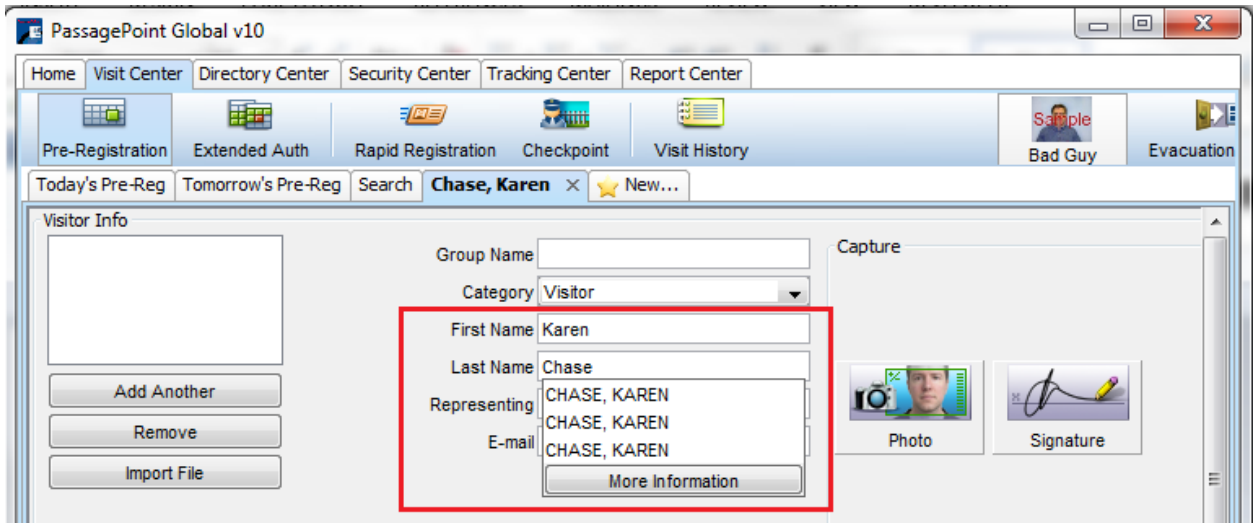 PassagePoint Global v10
Home Visit Center Directory Center Security Center Tracking Center Report Center
Sample
Pre-Registration Extended Auth Rapid Registration Checkpoint Visit History Bad Guy Evacuation
Today's Pre-Reg Tomorrow's Pre-Reg Search Chase, Karen New...
Visitor Info
Capture
Group Name
Category Visitor
First Name Karen
Last Name Chase
Add Another
CHASE, KAREN
Representing
CHASE, KAREN
Remove
E-mail
CHASE, KAREN
Photo Signature
Import File
More Information